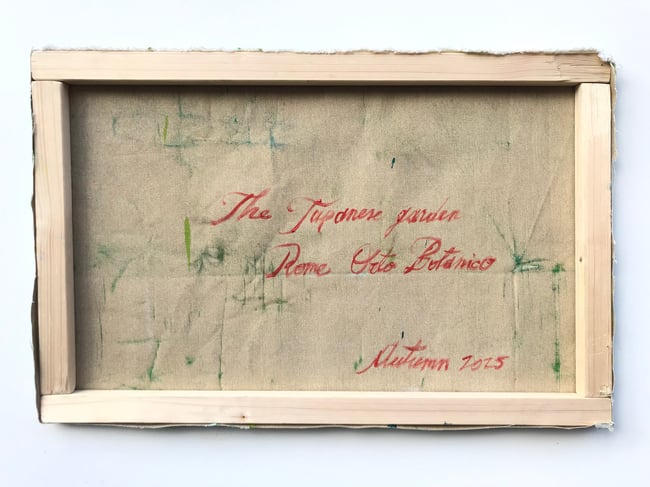 The Japanese garden
Rome Orto Botanico
Autumn 2025